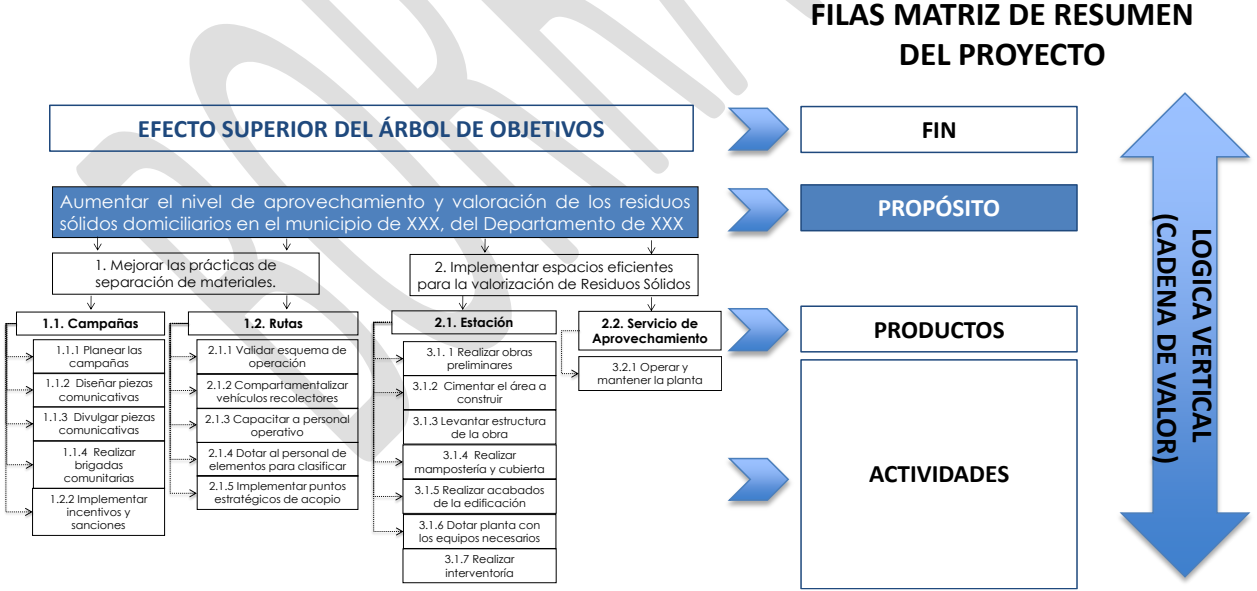 FILAS MATRIZ DE RESUMEN
DEL PROYECTO
EFECTO SUPERIOR DEL ÁRBOL DE OBJETIVOS
FIN
Aumentar el nivel de aprovechamiento y valoración de los residuos
sólidos domiciliarios en el municipio de XXX, del Departamento de XXX
PROPÓSITO
1. Mejorar las prácticas de
separación de materiales.
2. Implementar espacios eficientes
para la valorización de Residuos Sólidos
1.1. Campañas
1.1.1 Planear las
campañas
1.1.2 Diseñar piezas
comunicativas
1.1.3 Divulgar piezas
comunicativas
1.1.4 Realizar
brigadas
comunitarias
1.2.2 Implementar
incentivos y
sanciones
1.2. Rutas
2.1.1 Validar esquema de
operación
2.1.2 Compartamentalizar
vehículos recolectores
2.1.3 Capacitar a personal
operativo
2.1.4 Dotar al personal de
elementos para clasificar
2.1.5 Implementar puntos
estratégicos de acopio
2.1. Estación
3.1. 1 Realizar obras
preliminares
3.1.2 Cimentar el área a
construir
3.1.3 Levantar estructura
de la obra
3.1.4 Realizar
mampostería y cubierta
3.1.5 Realizar acabados
de la edificación
3.1.6 Dotar planta con
los equipos necesarios
3.1.7 Realizar
interventoría
2.2. Servicio de
Aprovechamiento
3.2.1 Operar y
mantener la planta
PRODUCTOS
ACTIVIDADES
LOGICA VERTICAL
(CADENA DE VALOR)